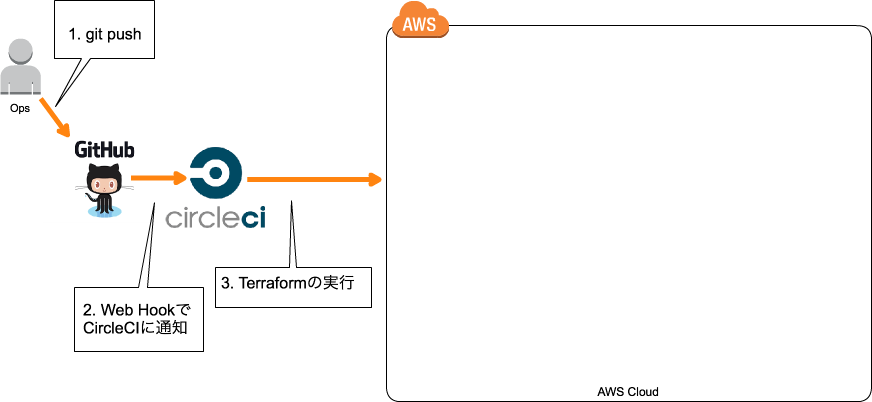 1. git push
AWS
Ops
GitHub
circleci
3. Terraformの実行
2. Web Hookで
CircleCIに通知
AWS Cloud